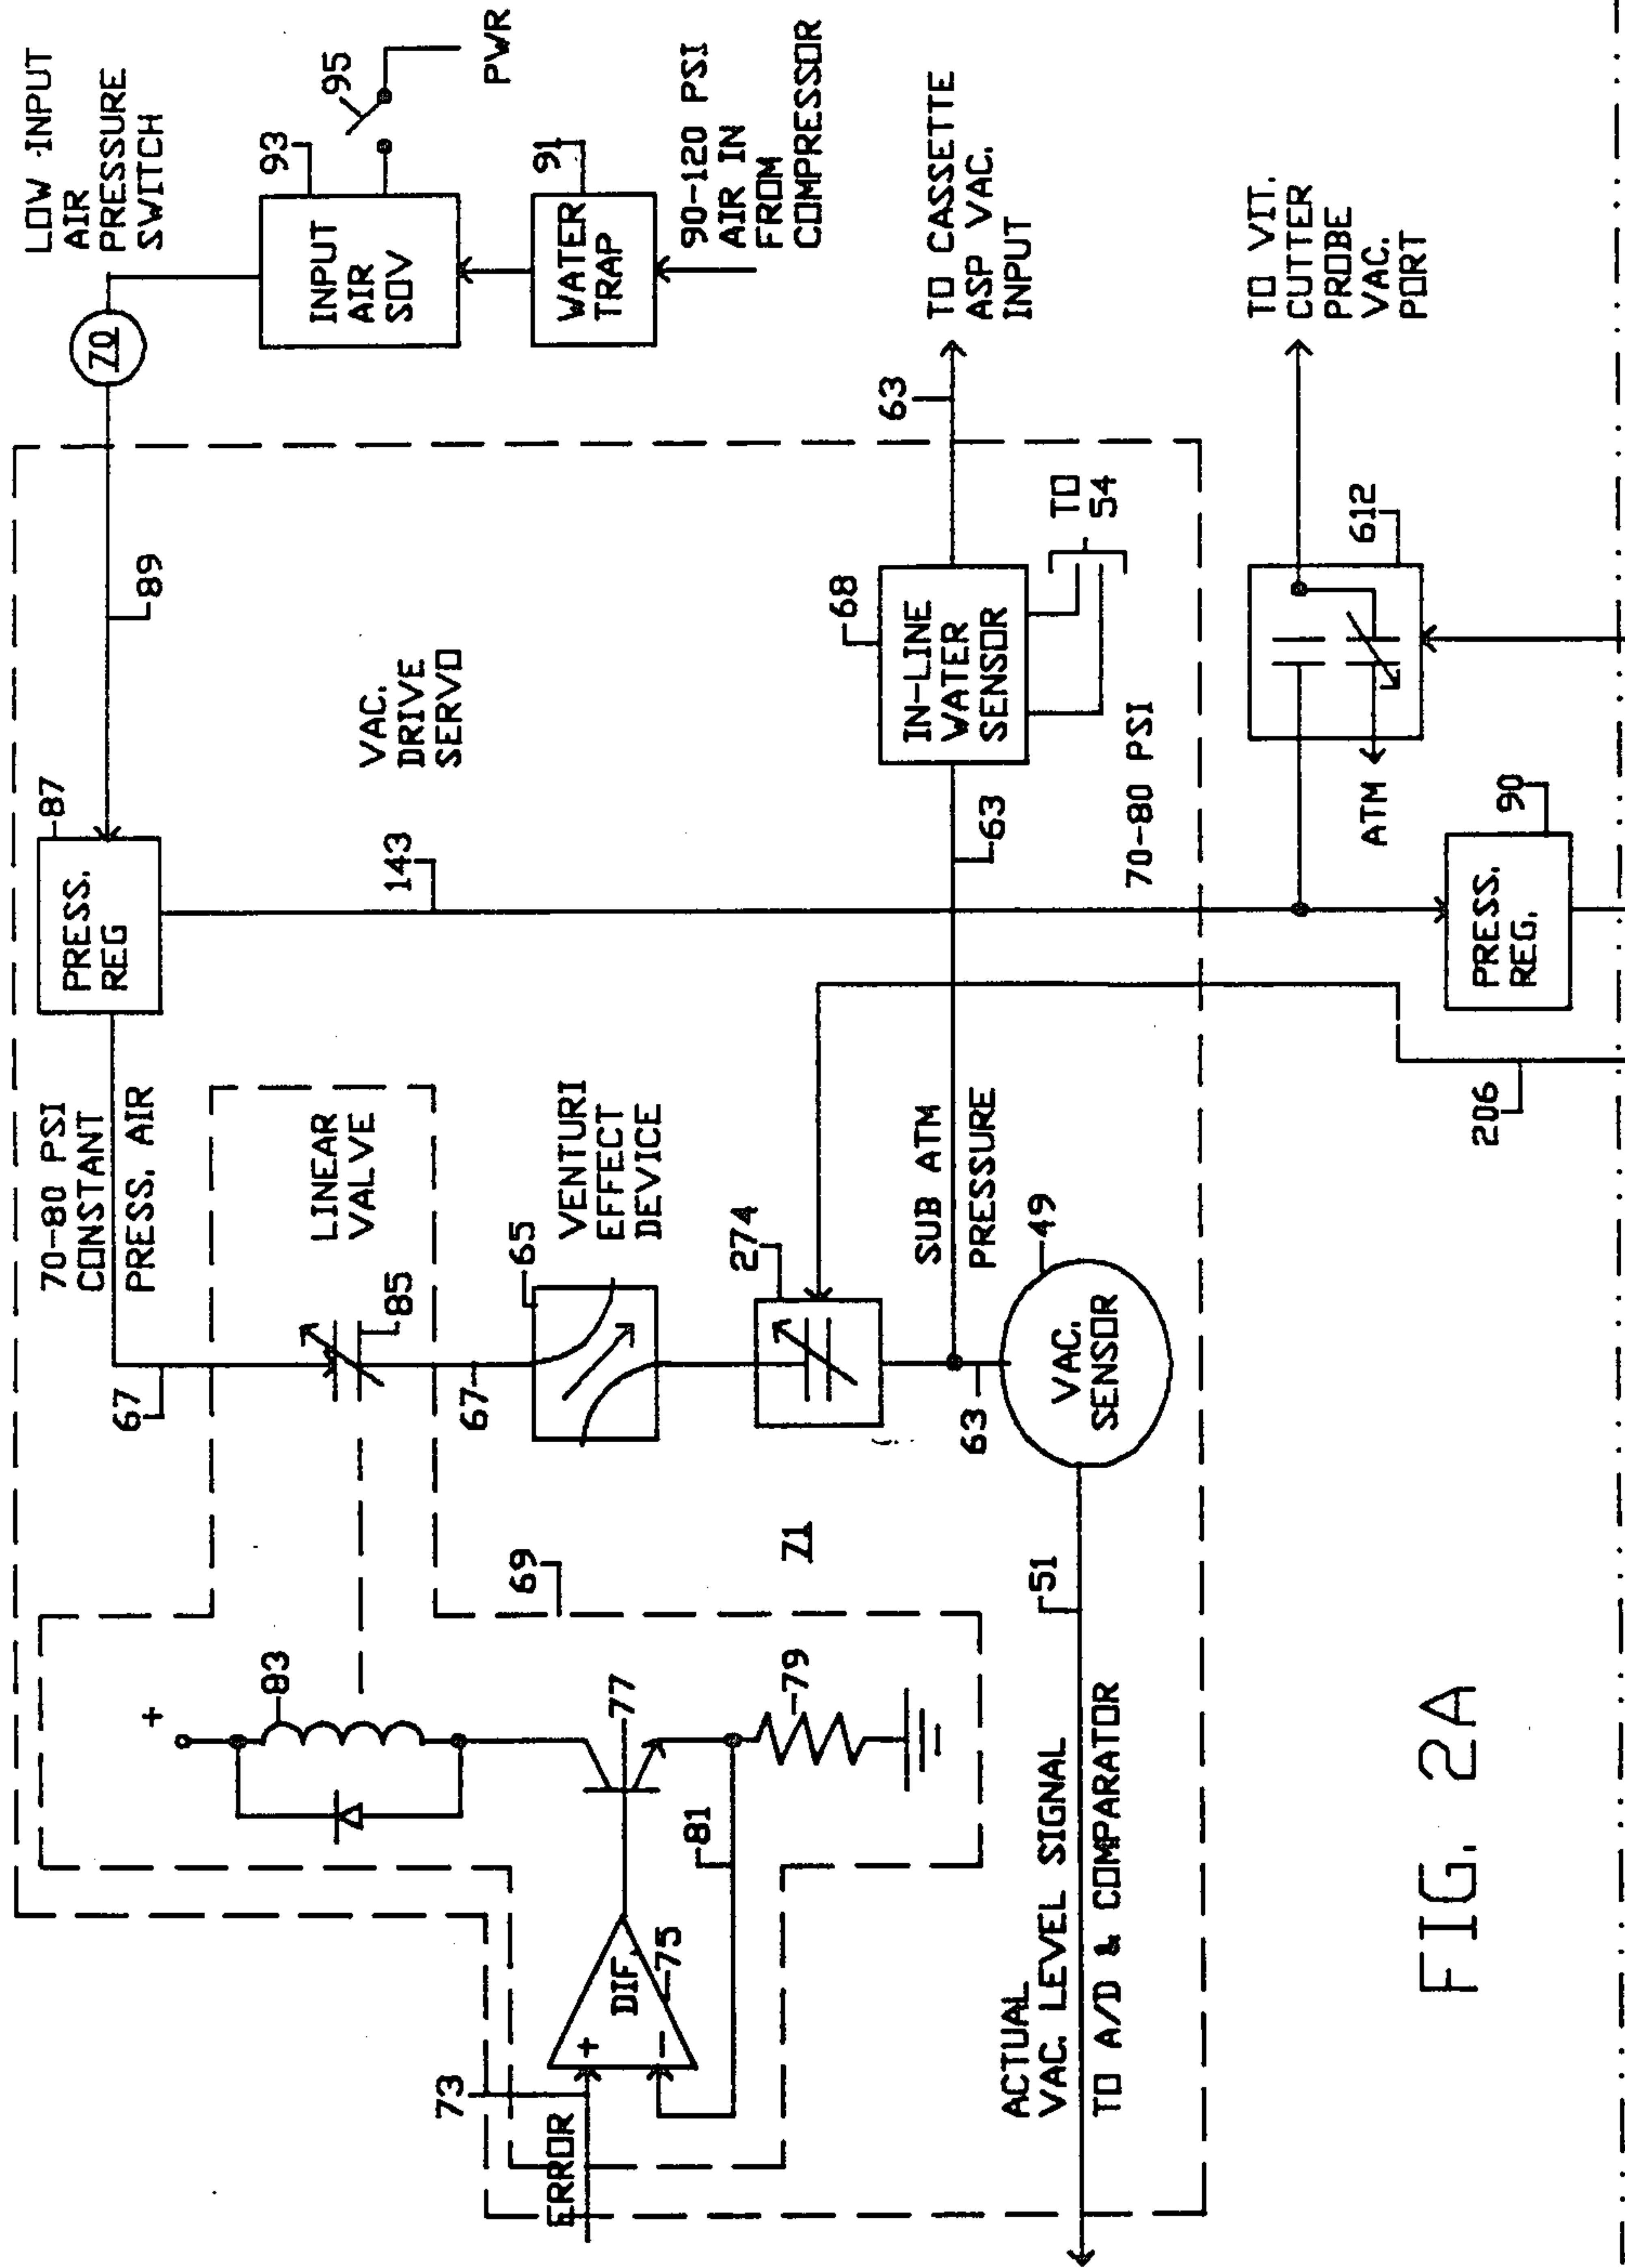 LOW INPUT
AIR
PRESSURE
SWITCH
70
95
PWR
93
INPUT
AIR
SOV
91
WATER
TRAP
90-120 PSI
AIR IN
FROM
COMPRESSOR
89
87
PRESS.
REG
VAC.
DRIVE
SERVO
143
70-80 PSI
CONSTANT
PRESS. AIR
67
LINEAR
VALVE
85
67
65
VENTURI
EFFECT
DEVICE
274
SUB ATM
PRESSURE
63
VAC.
SENSOR
49
63
68
IN-LINE
WATER
SENSOR
TO
54
63
TO CASSETTE
ASP VAC.
INPUT
70-80 PSI
612
ATM
TO VIT.
CUTTER
PROBE
VAC.
PORT
90
PRESS.
REG.
206
+
83
77
79
81
DIF.
75
+
-
73
ERROR
69
71
51
ACTUAL
VAC. LEVEL SIGNAL
TO A/D & COMPARATOR
FIG. 2A